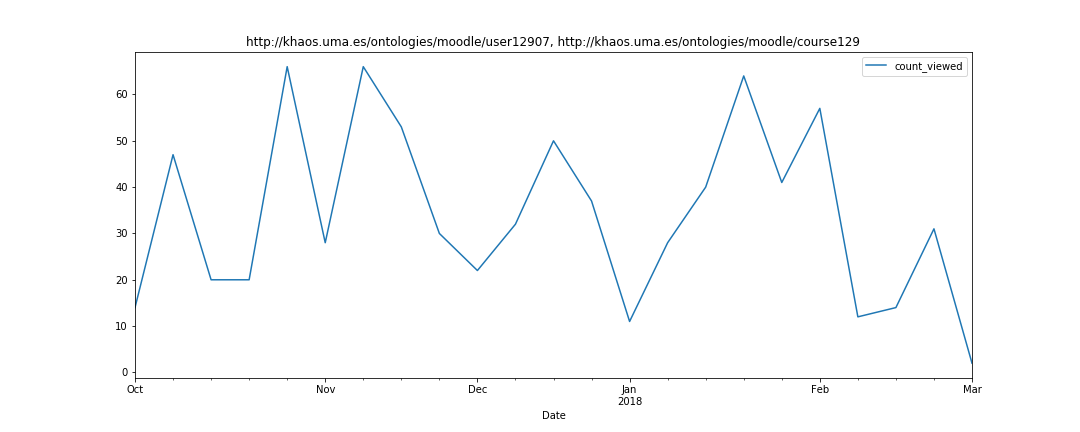 http://khaos.uma.es/ontologies/moodle/user12907, http://khaos.uma.es/ontologies/moodle/course129
count_viewed
60
50
40
30
20
10
0
Oct Nov Dec Jan Feb Mar
2018
Date